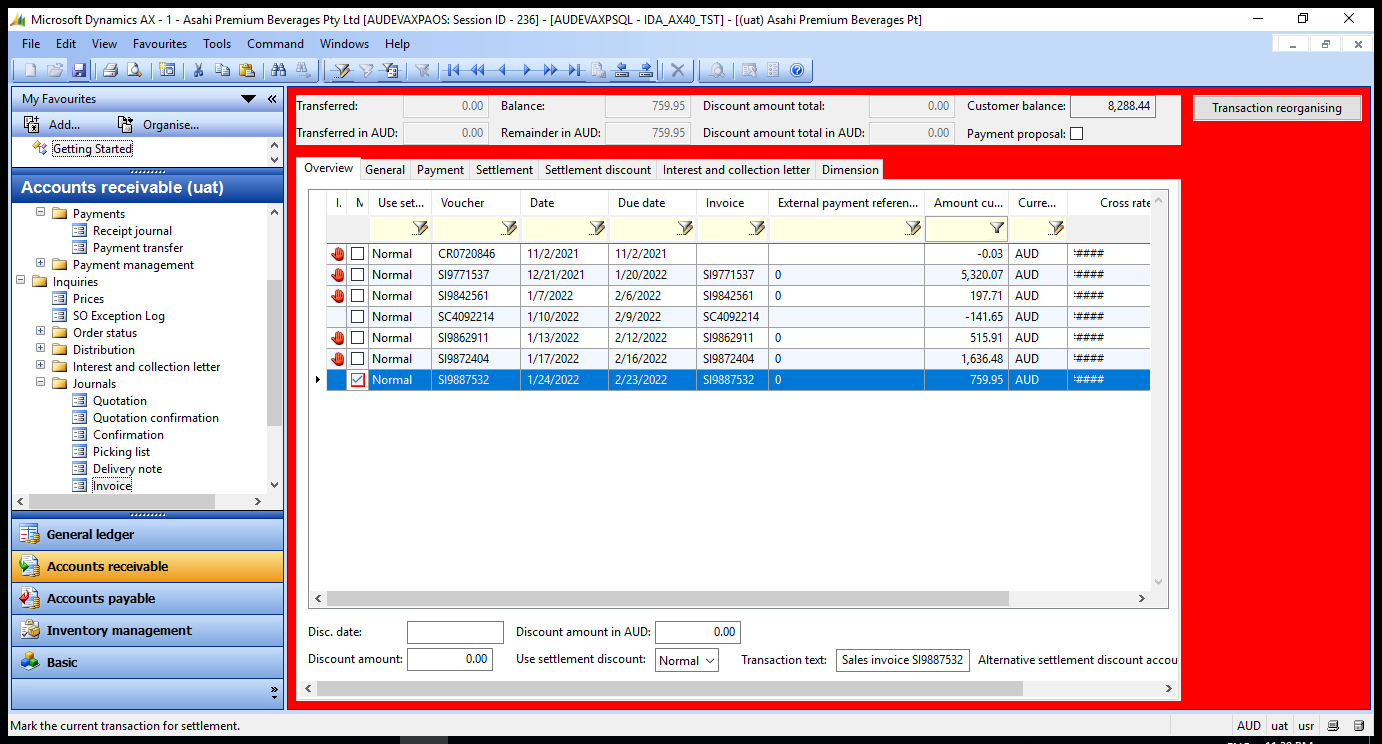 Microsoft Dynamics AX - 1 - Asahi Premium Beverages Pty Ltd [AUDEVAXPAOS: Session ID - 236] - [AUDEVAXPSQL - IDA_AX40_TST] - [(uat) Asahi Premium Beverages Pt]
File Edit View Favourites Tools Command Windows Help
My Favourites
Add... Organise...
Getting Started
Accounts receivable (uat)
Payments
Receipt journal
Payment transfer
Payment management
Inquiries
Prices
SO Exception Log
Order status
Distribution
Interest and collection letter
Journals
Quotation
Quotation confirmation
Confirmation
Picking list
Delivery note
Invoice
General ledger
Accounts receivable
Accounts payable
Inventory management
Basic
Transferred: 0.00 Balance: 759.95 Discount amount total: 0.00 Customer balance: 8,288.44
Transferred in AUD: 0.00 Remainder in AUD: 759.95 Discount amount total in AUD: 0.00 Payment proposal:
Transaction reorganising
Overview General Payment Settlement Settlement discount Interest and collection letter Dimension
I. M Use set... Voucher Date Due date Invoice External payment referen... Amount cu... Curre... Cross rate
Normal CR0720846 11/2/2021 11/2/2021 -0.03 AUD #####
Normal SI9771537 12/21/2021 1/20/2022 SI9771537 0 5,320.07 AUD #####
Normal SI9842561 1/7/2022 2/6/2022 SI9842561 0 197.71 AUD #####
Normal SC4092214 1/10/2022 2/9/2022 SC4092214 -141.65 AUD #####
Normal SI9862911 1/13/2022 2/12/2022 SI9862911 0 515.91 AUD #####
Normal SI9872404 1/17/2022 2/16/2022 SI9872404 0 1,636.48 AUD #####
Normal SI9887532 1/24/2022 2/23/2022 SI9887532 0 759.95 AUD #####
Disc. date: Discount amount in AUD: 0.00
Discount amount: 0.00 Use settlement discount: Normal Transaction text: Sales invoice SI9887532 Alternative settlement discount accou
Mark the current transaction for settlement. AUD uat usr